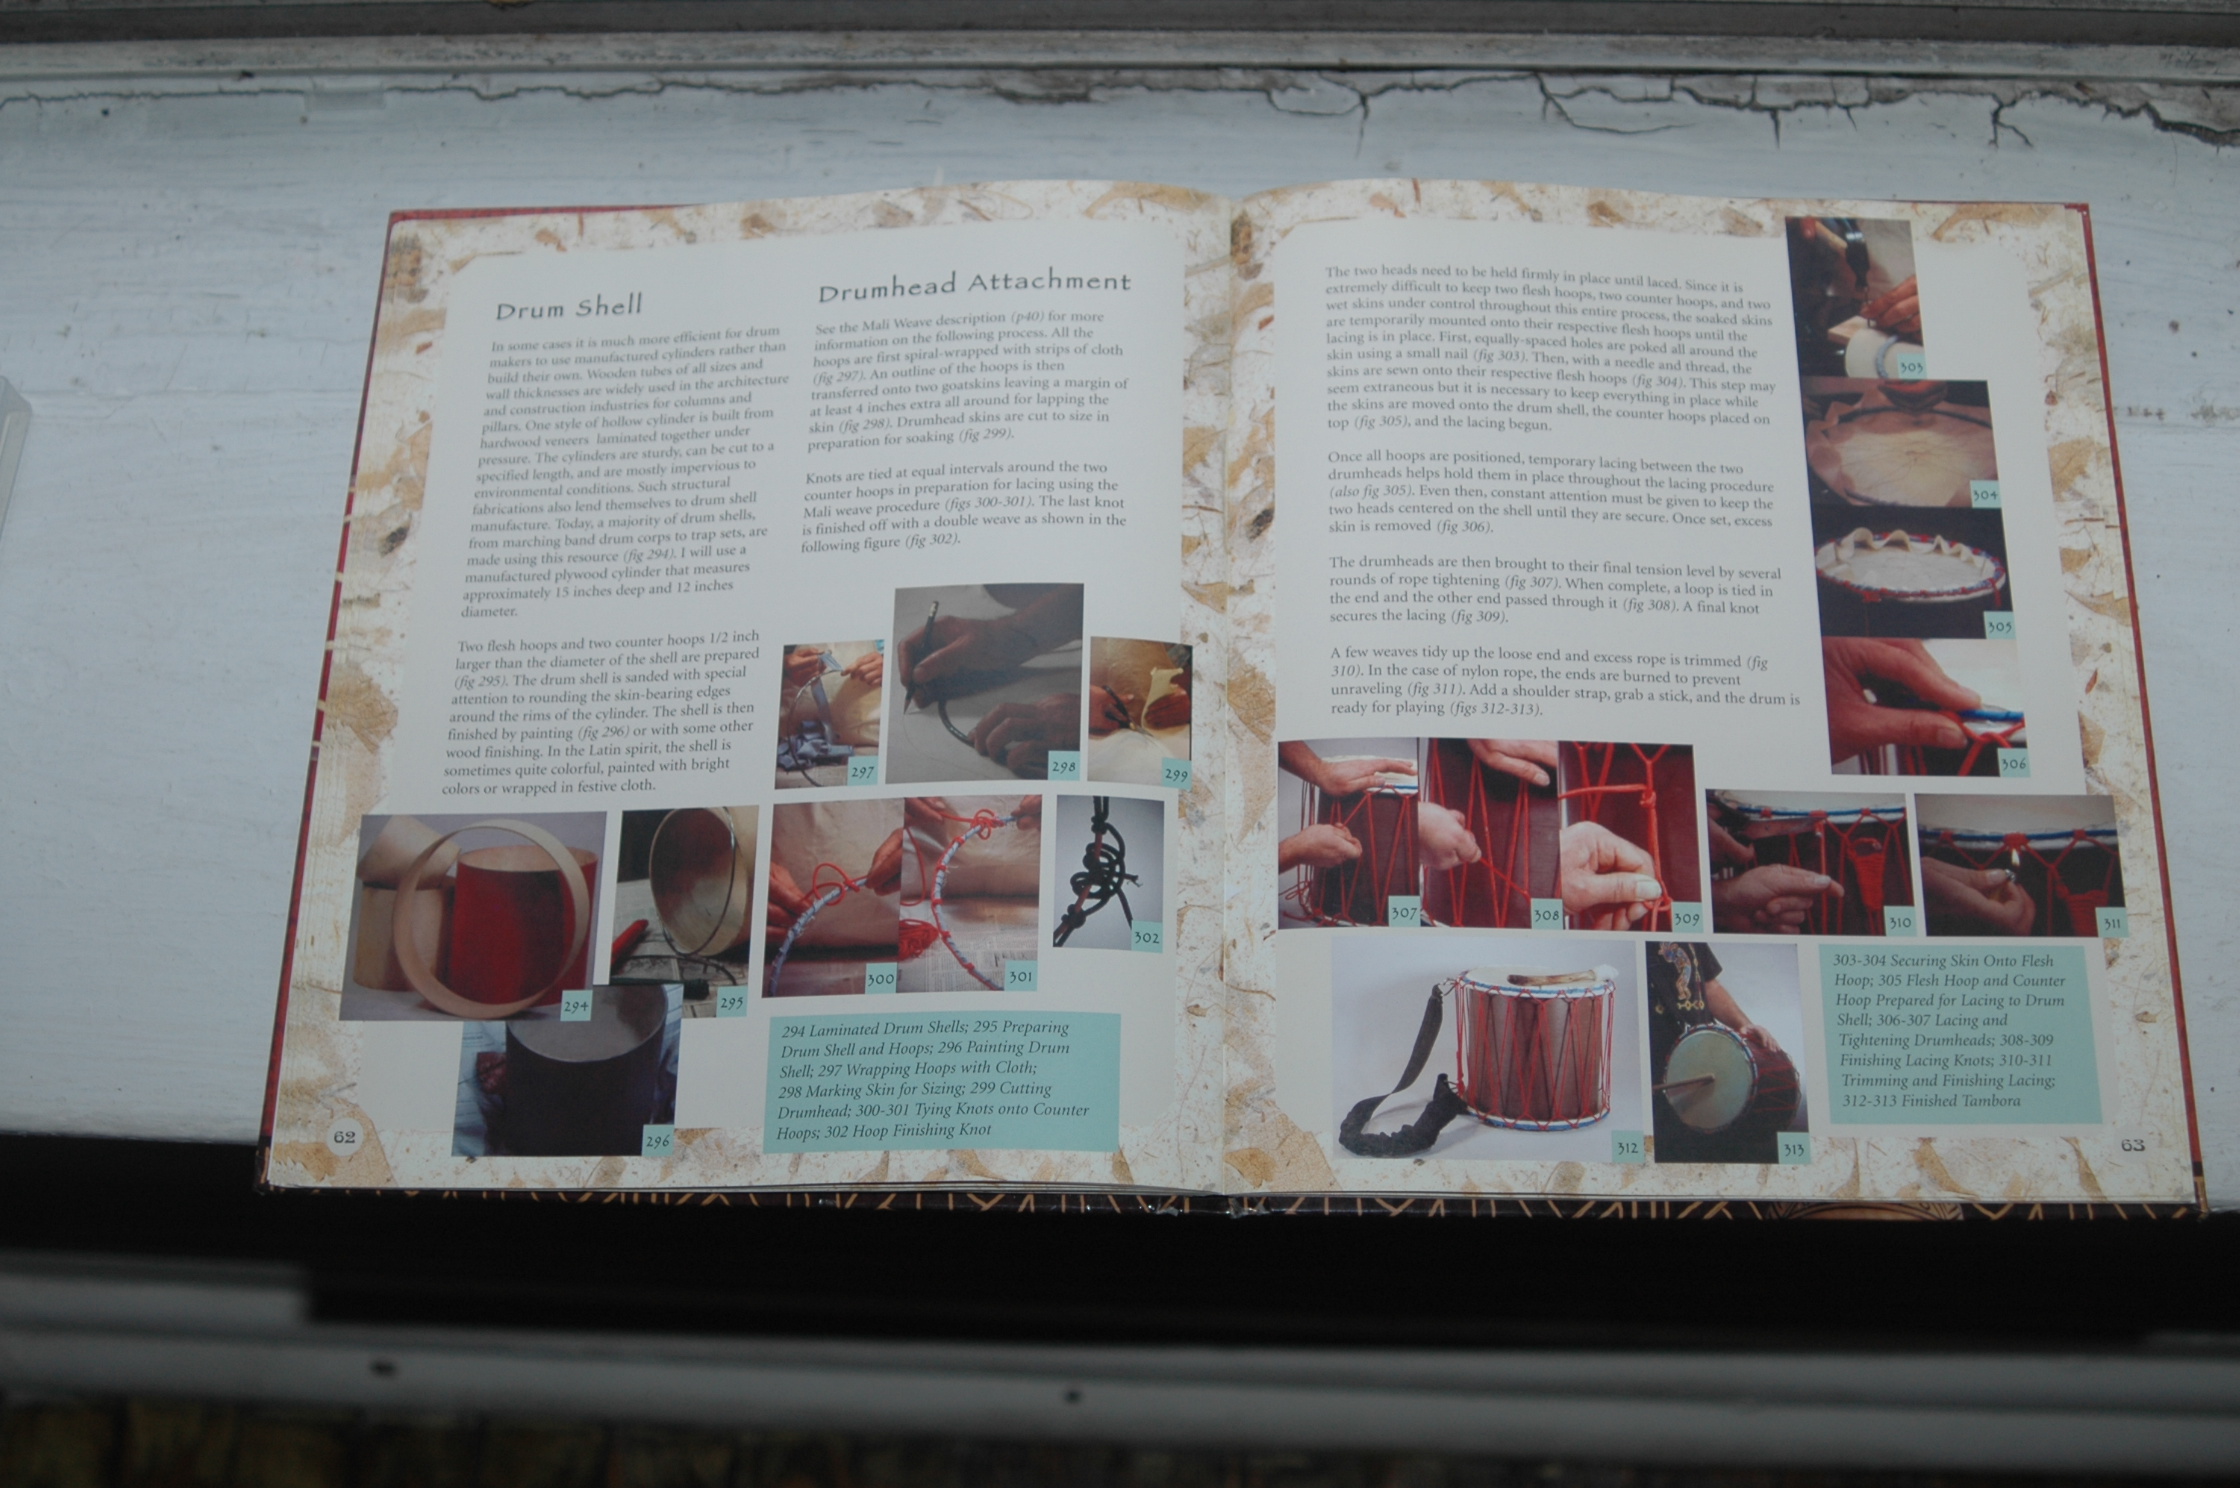 Drum Shell
In some cases it is much more efficient for drum
makers to use manufactured cylinders rather than
build their own. Wooden tubes of all sizes and
wall thicknesses are widely used in the architecture
and construction industries for columns and
pillars. One style of hollow cylinder is built from
hardwood veneers laminated together under
pressure. The cylinders are sturdy, can be cut to a
specified length, and are mostly impervious to
environmental conditions. Such structural
fabrications also lend themselves to drum shell
manufacture. Today, a majority of drum shells,
from marching band drum corps to trap sets, are
made using this resource (fig 294). I will use a
manufactured plywood cylinder that measures
approximately 15 inches deep and 12 inches
diameter.
Two flesh hoops and two counter hoops 1/2 inch
larger than the diameter of the shell are prepared
(fig 295). The drum shell is sanded with special
attention to rounding the skin-bearing edges
around the rims of the cylinder. The shell is then
finished by painting (fig 296) or with some other
wood finishing. In the Latin spirit, the shell is
sometimes quite colorful, painted with bright
colors or wrapped in festive cloth.
Drumhead Attachment
See the Mali Weave description (p40) for more
information on the following process. All the
hoops are first spiral-wrapped with strips of cloth
(fig 297). An outline of the hoops is then
transferred onto two goatskins leaving a margin of
at least 4 inches extra all around for lapping the
skin (fig 298). Drumhead skins are cut to size in
preparation for soaking (fig 299).
Knots are tied at equal intervals around the two
counter hoops in preparation for lacing using the
Mali weave procedure (figs 300-301). The last knot
is finished off with a double weave as shown in the
following figure (fig 302).
297
298
299
294
295
300
301
302
296
294 Laminated Drum Shells; 295 Preparing
Drum Shell and Hoops; 296 Painting Drum
Shell; 297 Wrapping Hoops with Cloth;
298 Marking Skin for Sizing; 299 Cutting
Drumhead; 300-301 Tying Knots onto Counter
Hoops; 302 Hoop Finishing Knot
62
The two heads need to be held firmly in place until laced. Since it is
extremely difficult to keep two flesh hoops, two counter hoops, and two
wet skins under control throughout this entire process, the soaked skins
are temporarily mounted onto their respective flesh hoops until the
lacing is in place. First, equally-spaced holes are poked all around the
skin using a small nail (fig 303). Then, with a needle and thread, the
skins are sewn onto their respective flesh hoops (fig 304). This step may
seem extraneous but it is necessary to keep everything in place while
the skins are moved onto the drum shell, the counter hoops placed on
top (fig 305), and the lacing begun.
Once all hoops are positioned, temporary lacing between the two
drumheads helps hold them in place throughout the lacing procedure
(also fig 305). Even then, constant attention must be given to keep the
two heads centered on the shell until they are secure. Once set, excess
skin is removed (fig 306).
The drumheads are then brought to their final tension level by several
rounds of rope tightening (fig 307). When complete, a loop is tied in
the end and the other end passed through it (fig 308). A final knot
secures the lacing (fig 309).
A few weaves tidy up the loose end and excess rope is trimmed (fig
310). In the case of nylon rope, the ends are burned to prevent
unraveling (fig 311). Add a shoulder strap, grab a stick, and the drum is
ready for playing (figs 312-313).
303
304
305
306
307
308
309
310
311
312
313
303-304 Securing Skin Onto Flesh
Hoop; 305 Flesh Hoop and Counter
Hoop Prepared for Lacing to Drum
Shell; 306-307 Lacing and
Tightening Drumheads; 308-309
Finishing Lacing Knots; 310-311
Trimming and Finishing Lacing;
312-313 Finished Tambora
63